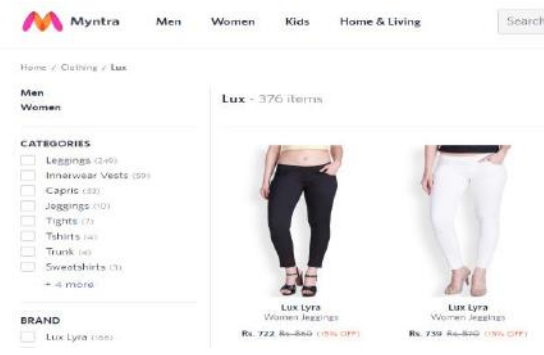 Myntra Men Women Kids Home & Living Search
Home / Clothing / Lux
Men
Women
Lux - 376 items
CATEGORIES
Leggings (249)
Innerwear Vests (59)
Capris (33)
Jeggings (10)
Tights (7)
Tshirts (4)
Trunk (4)
Sweatshirts (3)
+ 4 more
BRAND
Lux Lyra (166)
Lux Lyra
Women Jeggings
Rs. 722 Rs. 850 (15% OFF)
Lux Lyra
Women Jeggings
Rs. 739 Rs. 870 (15% OFF)